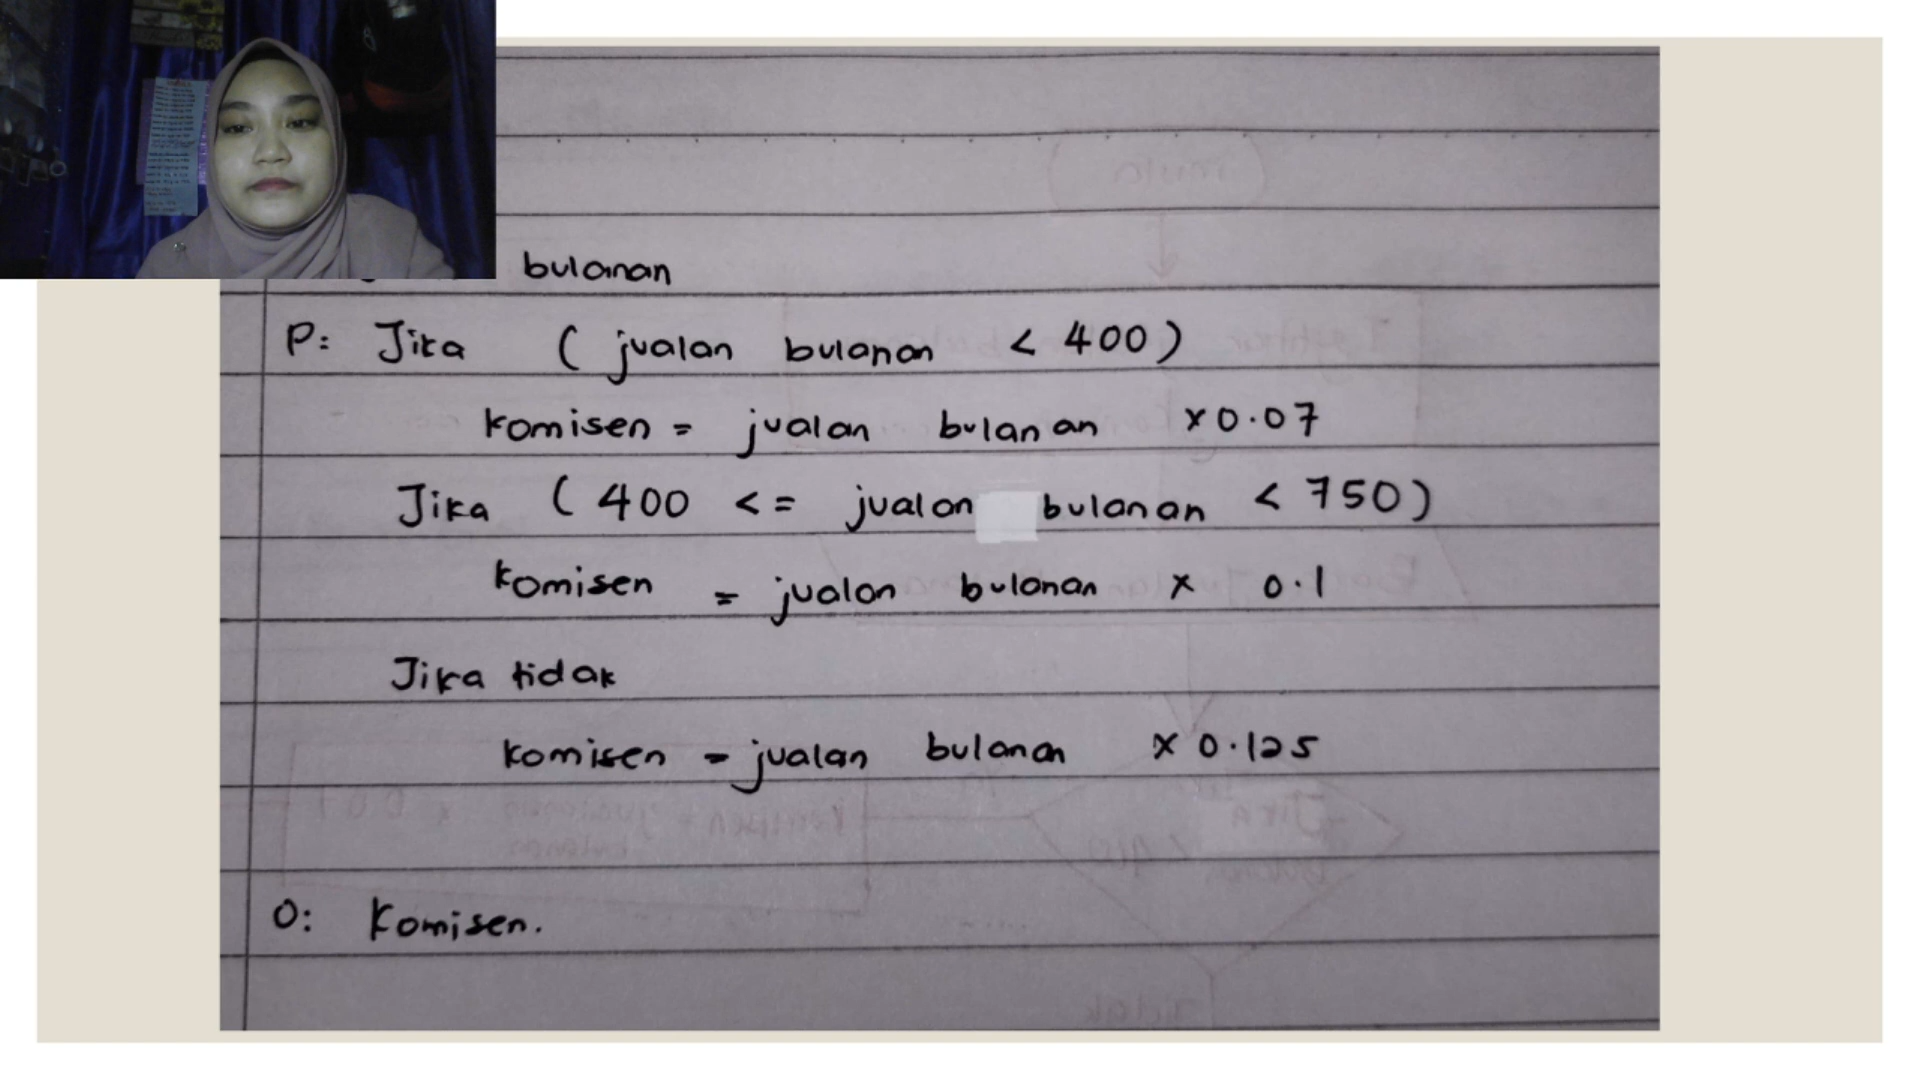 bulanan
P: Jika ( jualan bulanan < 400)
komisen = jualan bulanan x 0.07
Jika ( 400 <= jualan bulanan < 750)
komisen = jualan bulanan x 0.1
Jika tidak
komisen = jualan bulanan x 0.125
O: Komisen.